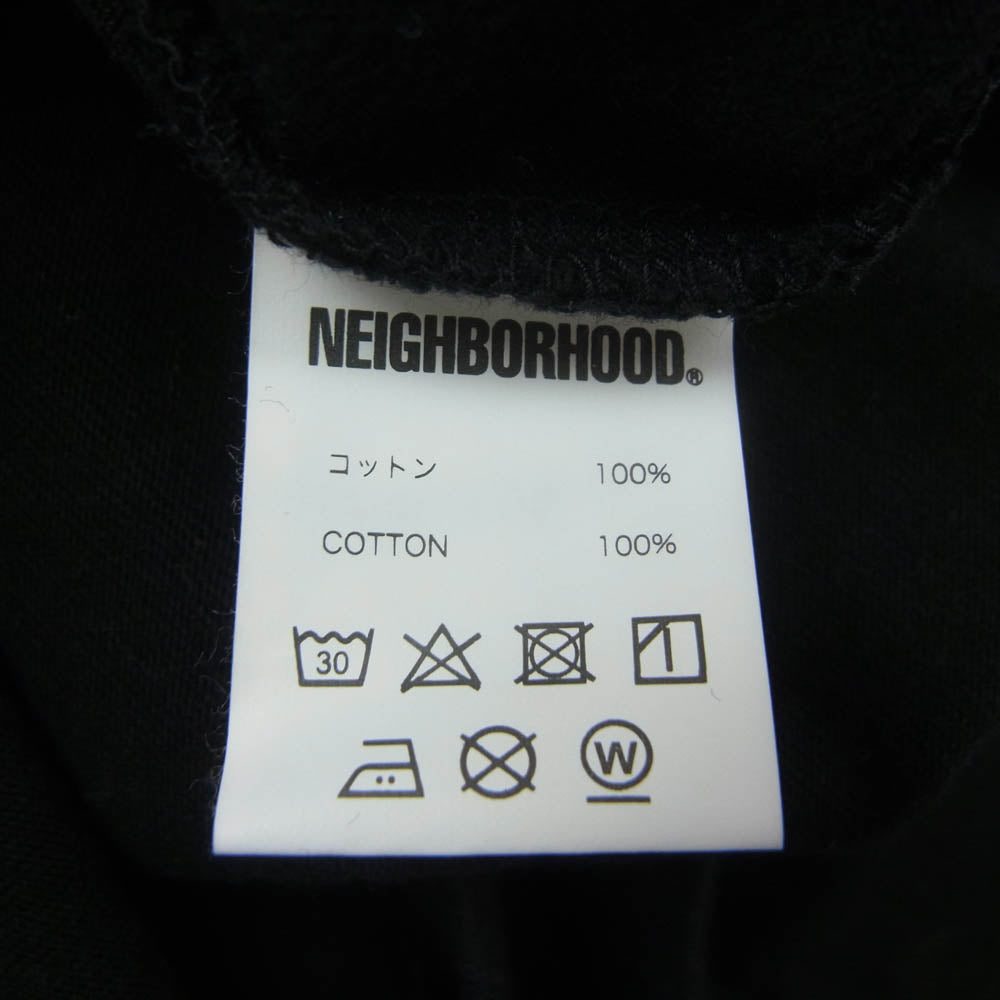 NEIGHBORHOOD®
コットン 100%
COTTON 100%
30
W